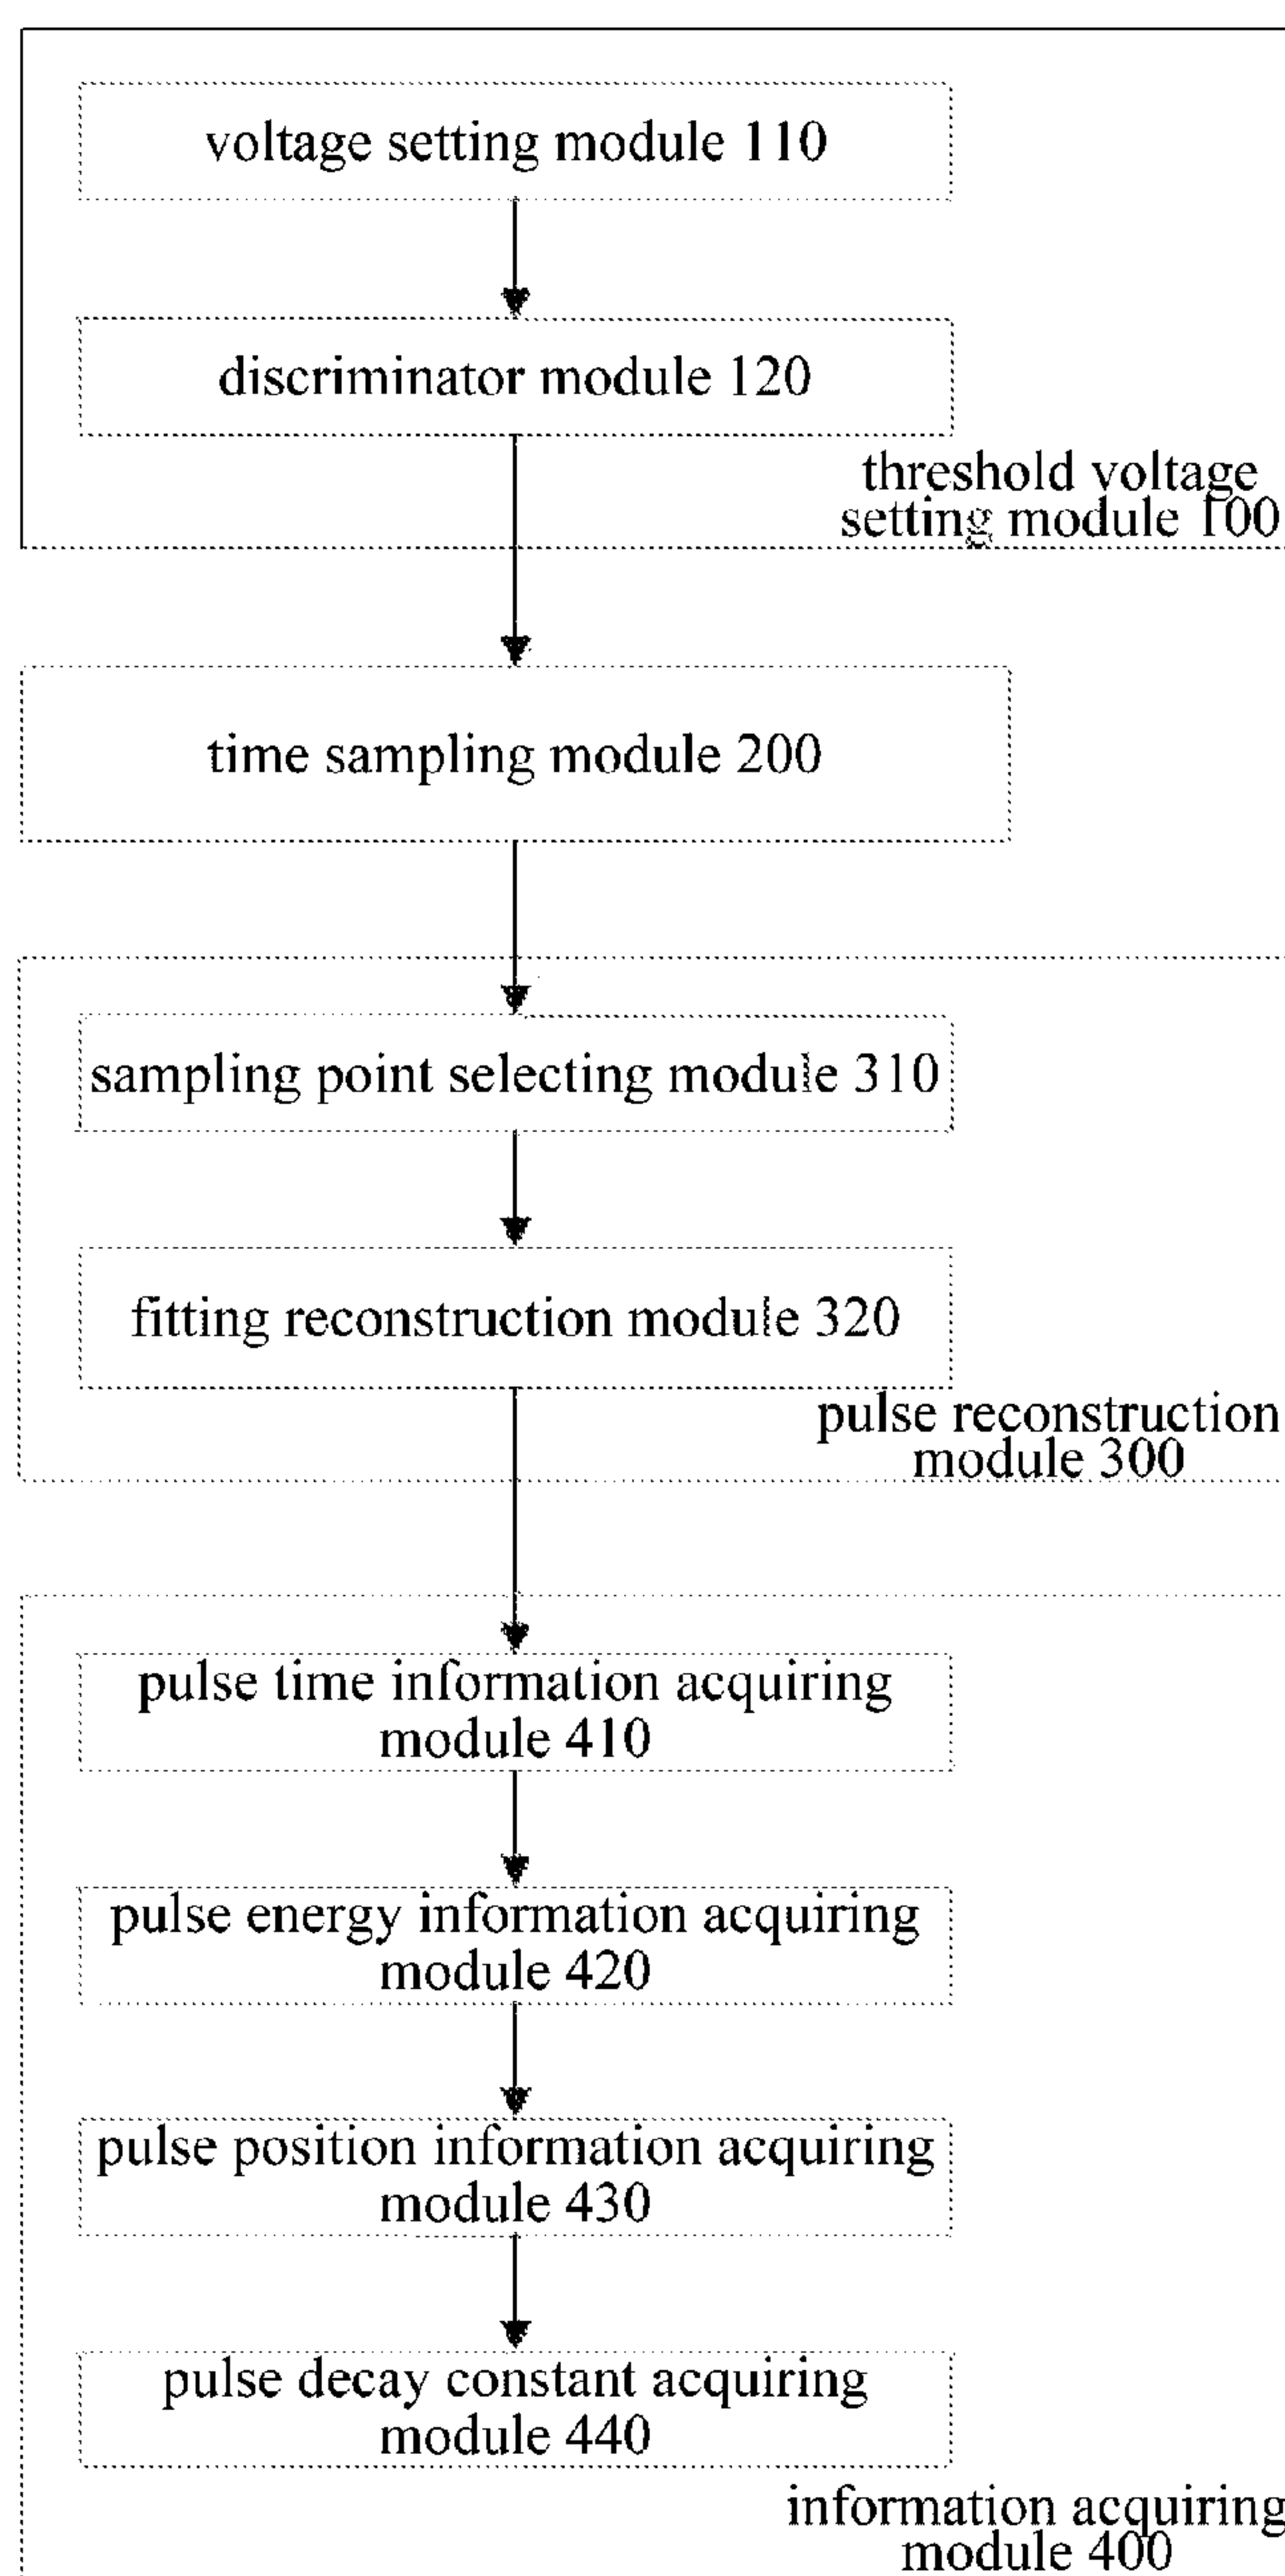 voltage setting module 110
discriminator module 120
threshold voltage
setting module 100
time sampling module 200
sampling point selecting module 310
fitting reconstruction module 320
pulse reconstruction
module 300
pulse time information acquiring
module 410
pulse energy information acquiring
module 420
pulse position information acquiring
module 430
pulse decay constant acquiring
module 440
information acquiring
module 400